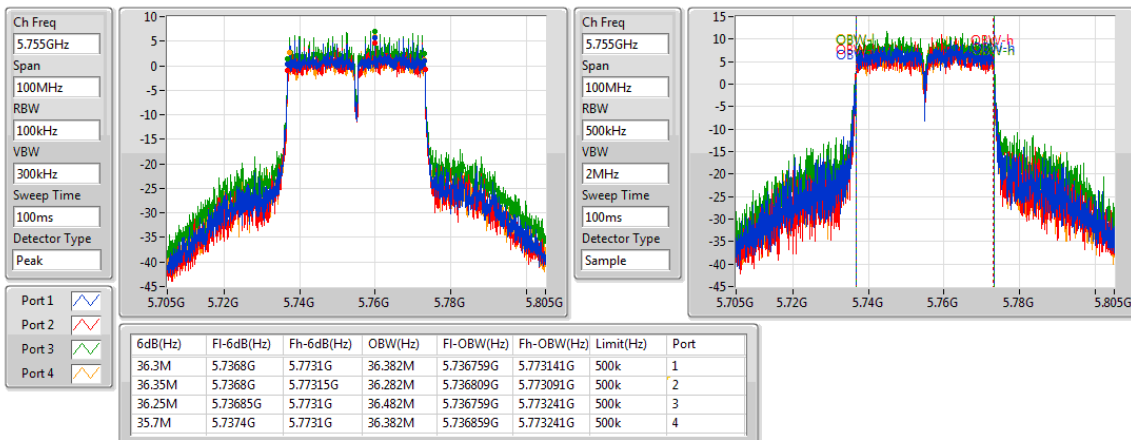 Ch Freq
5.755GHz
Span
100MHz
RBW
100kHz
VBW
300kHz
Sweep Time
100ms
Detector Type
Peak
10
5
0
-5
-10
-15
-20
-25
-30
-35
-40
-45
5.705G 5.72G 5.74G 5.76G 5.78G 5.805G
Ch Freq
5.755GHz
Span
100MHz
RBW
500kHz
VBW
2MHz
Sweep Time
100ms
Detector Type
Sample
15
10
5
0
-5
-10
-15
-20
-25
-30
-35
-40
-45
OBW-h
5.705G 5.72G 5.74G 5.76G 5.78G 5.805G
Port 1
Port 2
Port 3
Port 4
6dB(Hz) Fl-6dB(Hz) Fh-6dB(Hz) OBW(Hz) Fl-OBW(Hz) Fh-OBW(Hz) Limit(Hz) Port
36.3M 5.7368G 5.7731G 36.382M 5.736759G 5.773141G 500k 1
36.35M 5.7368G 5.77315G 36.282M 5.736809G 5.773091G 500k 2
36.25M 5.73685G 5.7731G 36.482M 5.736759G 5.773241G 500k 3
35.7M 5.7374G 5.7731G 36.382M 5.736859G 5.773241G 500k 4